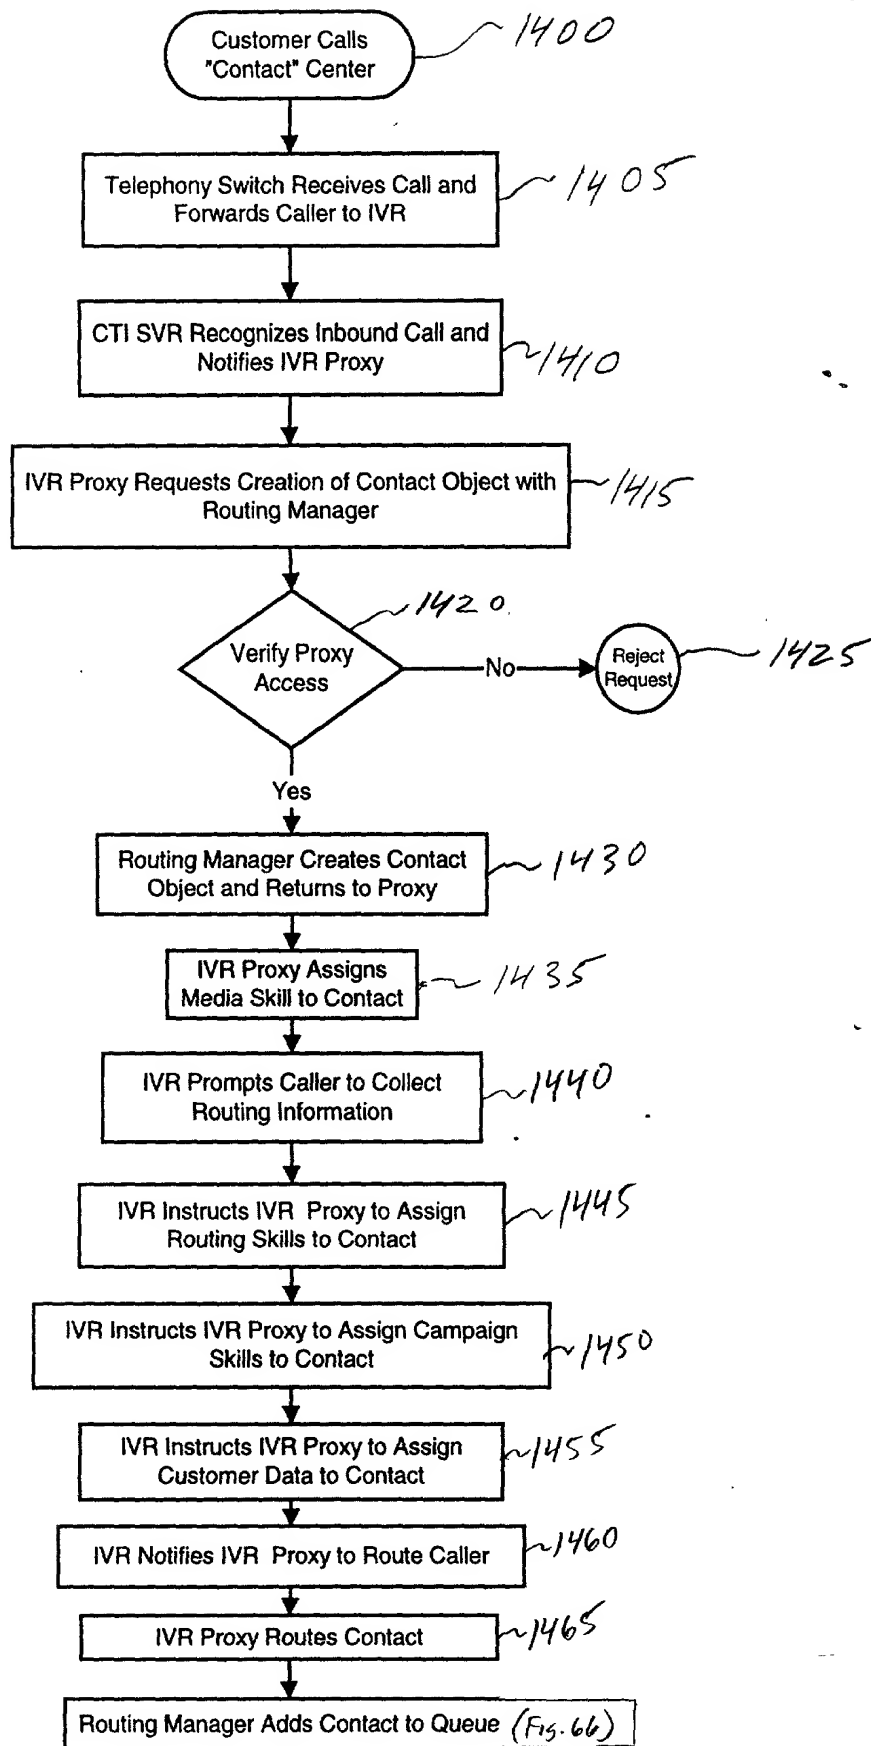 Customer Calls
"Contact" Center
1400
Telephony Switch Receives Call and
Forwards Caller to IVR
1405
CTI SVR Recognizes Inbound Call and
Notifies IVR Proxy
1410
IVR Proxy Requests Creation of Contact Object with
Routing Manager
1415
1420
Verify Proxy
Access
No
Reject
Request
1425
Yes
Routing Manager Creates Contact
Object and Returns to Proxy
1430
IVR Proxy Assigns
Media Skill to Contact
1435
IVR Prompts Caller to Collect
Routing Information
1440
IVR Instructs IVR Proxy to Assign
Routing Skills to Contact
1445
IVR Instructs IVR Proxy to Assign Campaign
Skills to Contact
1450
IVR Instructs IVR Proxy to Assign
Customer Data to Contact
1455
IVR Notifies IVR Proxy to Route Caller
1460
IVR Proxy Routes Contact
1465
Routing Manager Adds Contact to Queue (Fig. 66)